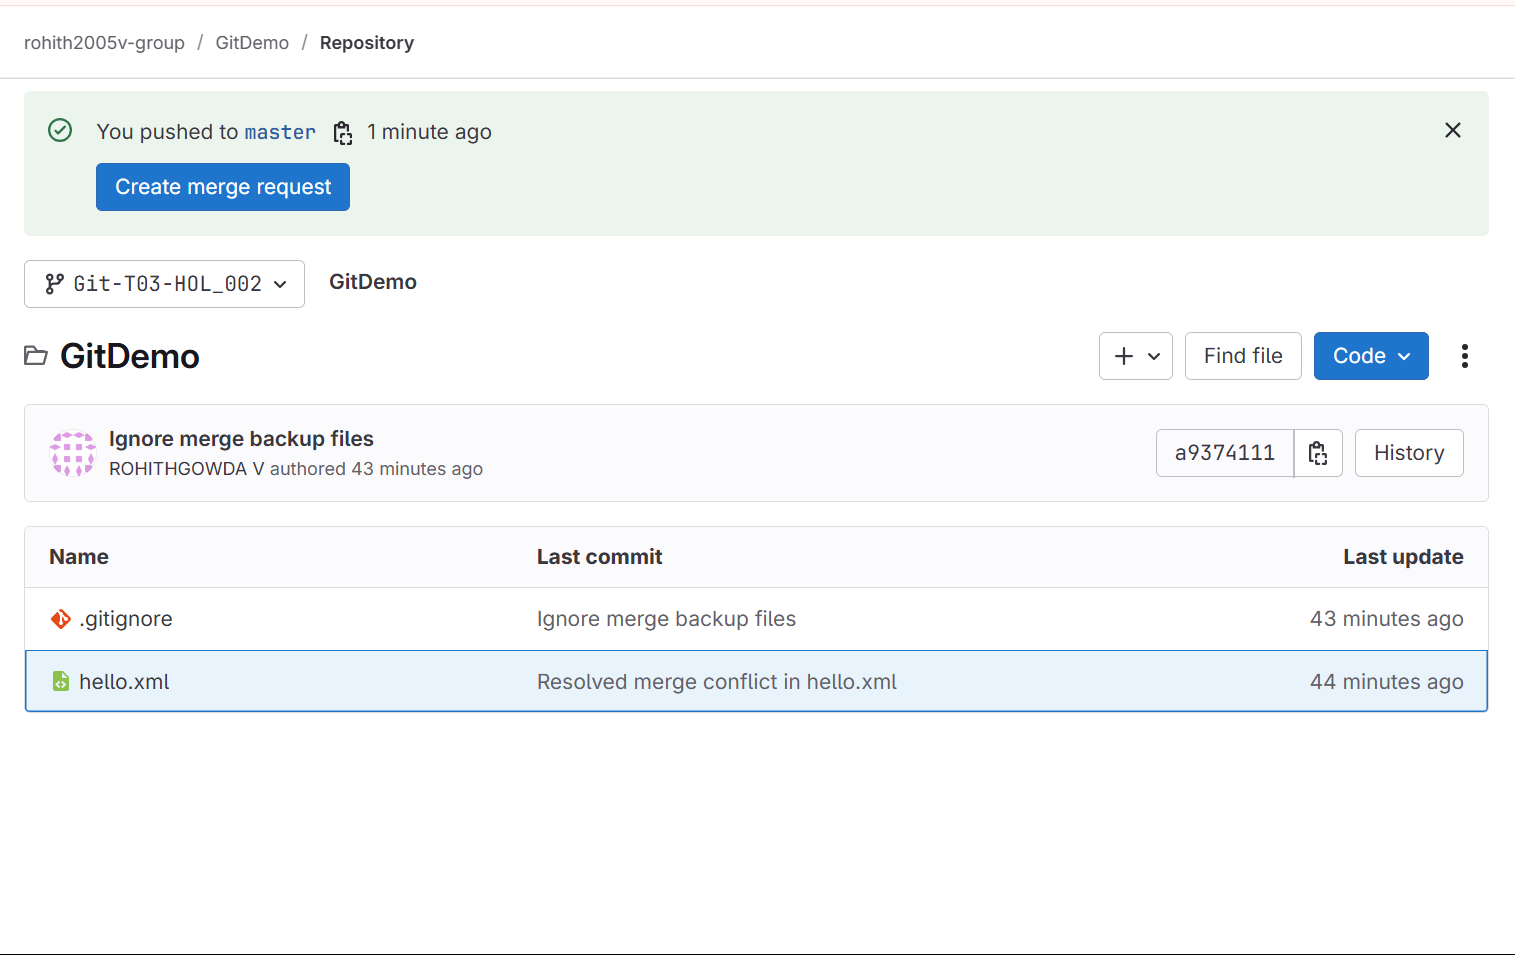 rohith2005v-group / GitDemo / Repository
You pushed to master 1 minute ago
Create merge request
Git-T03-HOL_002 GitDemo
GitDemo Find file Code
Ignore merge backup files
ROHITHGOWDA V authored 43 minutes ago
a9374111 History
Name Last commit Last update
.gitignore Ignore merge backup files 43 minutes ago
hello.xml Resolved merge conflict in hello.xml 44 minutes ago